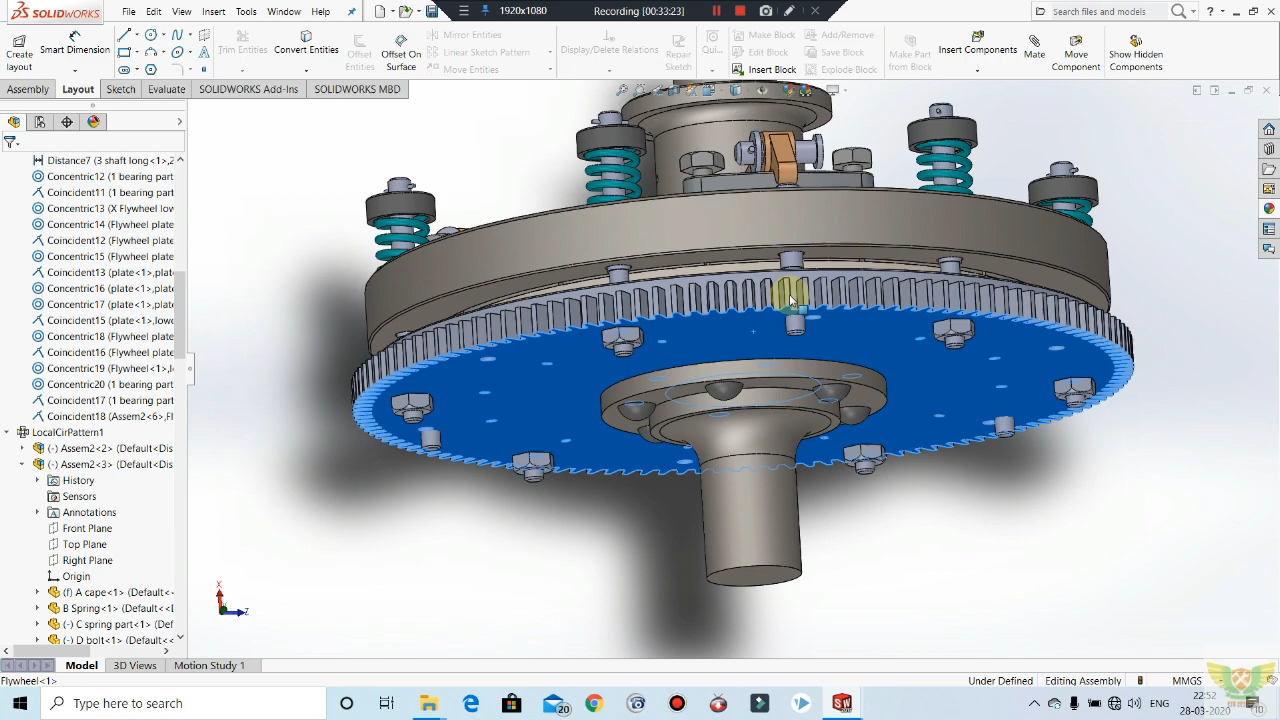 SOLIDWORKS
File Edit View Insert Tools Window Help
1920x1080 Recording [00:33:23]
Search files and models
Create layout
Smart Dimension
Trim Entities
Convert Entities
Offset Entities
Offset On Surface
Mirror Entities
Linear Sketch Pattern
Move Entities
Display/Delete Relations
Repair Sketch
Qui...
Make Block
Edit Block
Insert Block
Add/Remove
Save Block
Explode Block
Make Part from Block
Insert Components
Mate
Move Component
Show Hidden Components
Assembly Layout Sketch Evaluate SOLIDWORKS Add-Ins SOLIDWORKS MBD
Distance7 (3 shaft long<1>,2
Concentric12 (1 bearing part
Coincident11 (1 bearing part
Concentric13 (X Flywheel low
Concentric14 (Flywheel plate
Coincident12 (Flywheel plate
Coincident13 (plate<1>,lowe
Concentric16 (Flywheel plate
Concentric17 (plate<1>,lowe
Coincident15 (plate<1>,lowe
Concentric18 (Flywheel plate
Coincident16 (Flywheel plate
Concentric19 (Flywheel plate
Concentric20 (1 bearing part
Coincident17 (1 bearing part
Coincident18 (Assem2<6>,Fl
LocalCirPattern1
(-) Assem2<2> (Default<Dis
(-) Assem2<3> (Default<Dis
History
Sensors
Annotations
Front Plane
Top Plane
Right Plane
Origin
(f) A cape<1> (Default<<
B Spring<1> (Default<<D
(-) C spring part<1> (Def
(-) D bolt<1> (Default<<
X
Z
Model 3D Views Motion Study 1
Flywheel<1>
Under Defined Editing Assembly MMGS
Type here to search
20
SW
ENG
22:52
28-03-2020
10